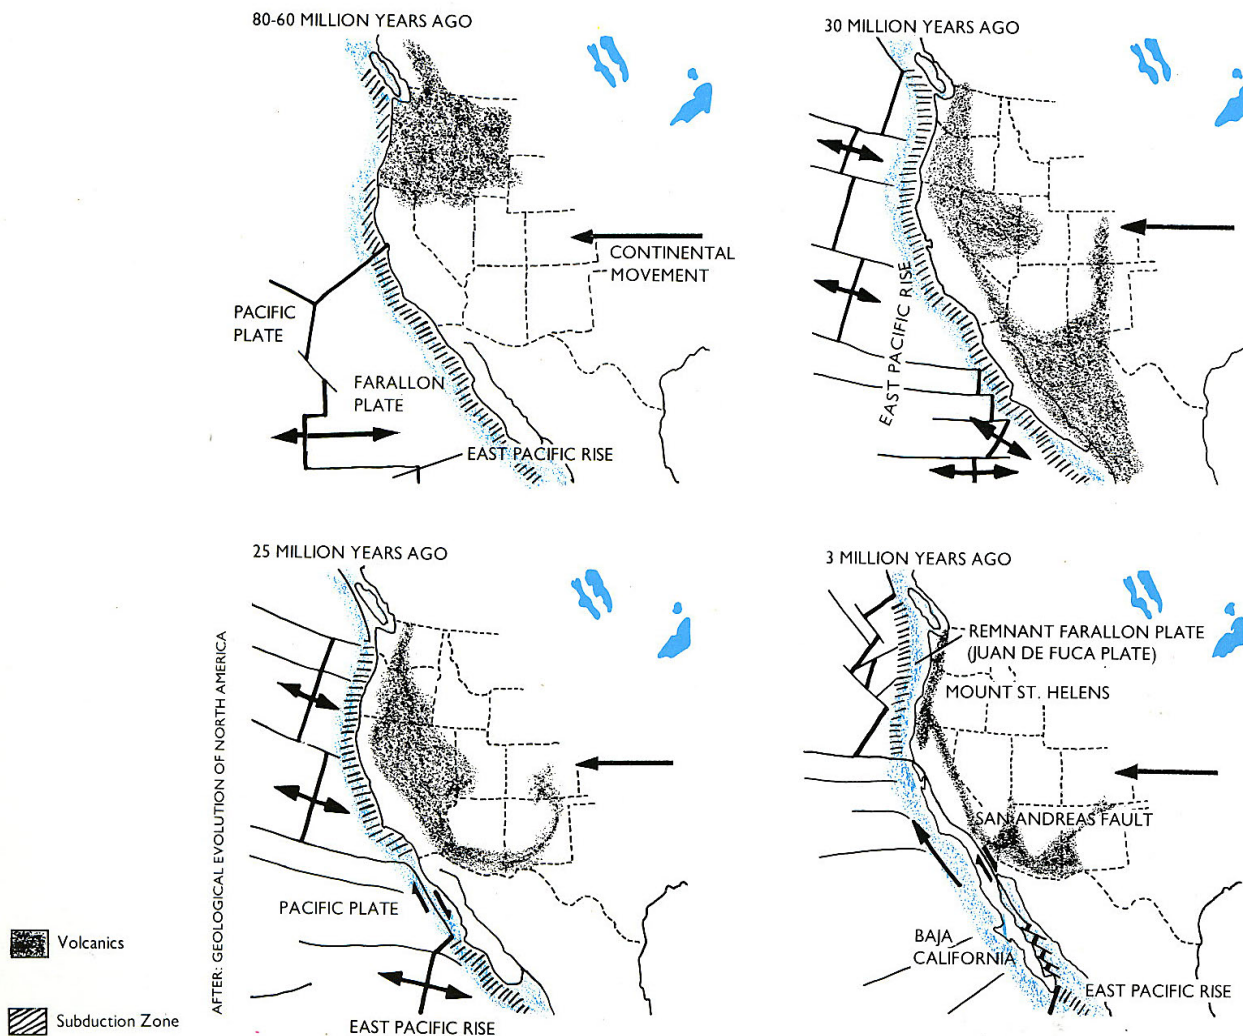 80-60 MILLION YEARS AGO
CONTINENTAL
MOVEMENT
PACIFIC
PLATE
FARALLON
PLATE
EAST PACIFIC RISE
30 MILLION YEARS AGO
EAST PACIFIC RISE
25 MILLION YEARS AGO
PACIFIC PLATE
EAST PACIFIC RISE
3 MILLION YEARS AGO
REMNANT FARALLON PLATE
(JUAN DE FUCA PLATE)
MOUNT ST. HELENS
SAN ANDREAS FAULT
BAJA
CALIFORNIA
EAST PACIFIC RISE
AFTER: GEOLOGICAL EVOLUTION OF NORTH AMERICA
Volcanics
Subduction Zone